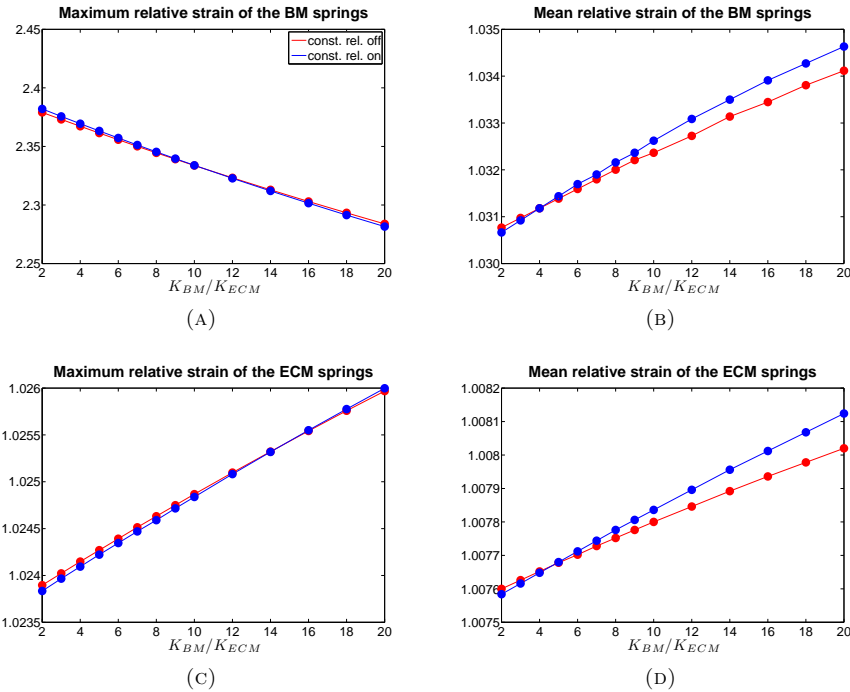 Maximum relative strain of the BM springs
2.45
2.4
2.35
2.3
2.25
const. rel. off
const. rel. on
2 4 6 8 10 12 14 16 18 20
K_BM/K_ECM
(A)
Mean relative strain of the BM springs
1.035
1.034
1.033
1.032
1.031
1.030
2 4 6 8 10 12 14 16 18 20
K_BM/K_ECM
(B)
Maximum relative strain of the ECM springs
1.026
1.0255
1.025
1.0245
1.024
1.0235
2 4 6 8 10 12 14 16 18 20
K_BM/K_ECM
(C)
Mean relative strain of the ECM springs
1.0082
1.0081
1.008
1.0079
1.0078
1.0077
1.0076
1.0075
2 4 6 8 10 12 14 16 18 20
K_BM/K_ECM
(D)